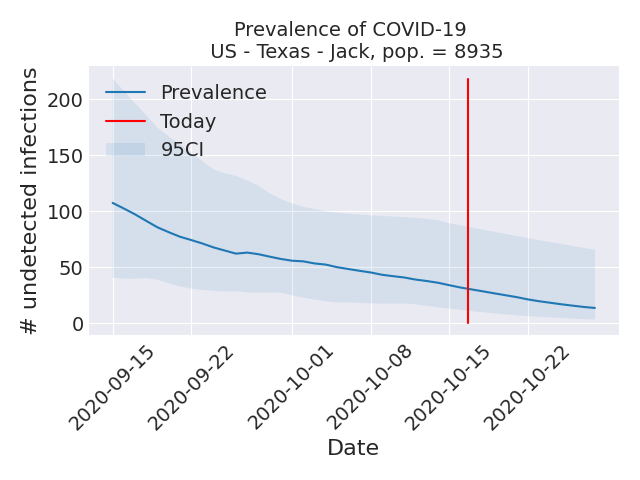 Prevalence of COVID-19
US - Texas - Jack, pop. = 8935
# undetected infections
200
150
100
50
0
Prevalence
Today
95CI
2020-09-15
2020-09-22
2020-10-01
2020-10-08
2020-10-15
2020-10-22
Date